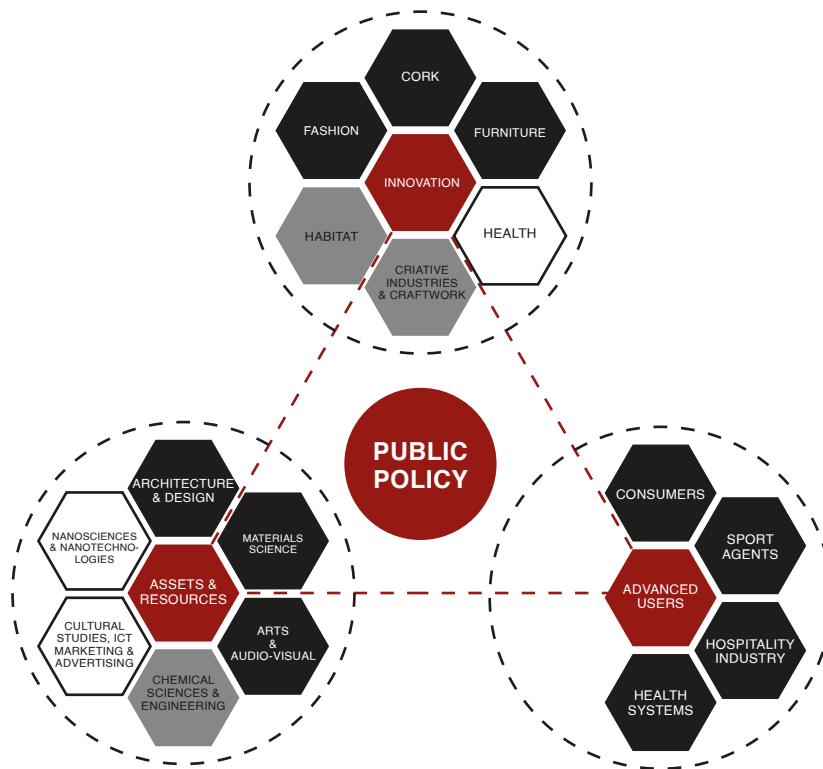 CORK
FASHION
FURNITURE
INNOVATION
HABITAT
HEALTH
CRIATIVE
INDUSTRIES
& CRAFTWORK
PUBLIC
POLICY
ARCHITECTURE
& DESIGN
NANOSCIENCES
& NANOTECHNO-
LOGIES
MATERIALS
SCIENCE
ASSETS &
RESOURCES
CULTURAL
STUDIES, ICT
MARKETING &
ADVERTISING
ARTS
&
AUDIO-VISUAL
CHEMICAL
SCIENCES &
ENGINEERING
CONSUMERS
SPORT
AGENTS
ADVANCED
USERS
HOSPITALITY
INDUSTRY
HEALTH
SYSTEMS